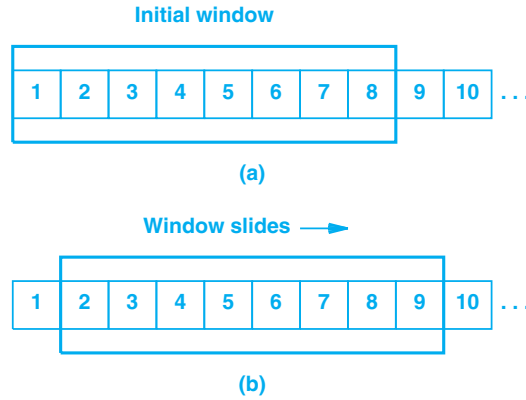 Initial window
1 2 3 4 5 6 7 8 9 10 . . .
(a)
Window slides
1 2 3 4 5 6 7 8 9 10 . . .
(b)